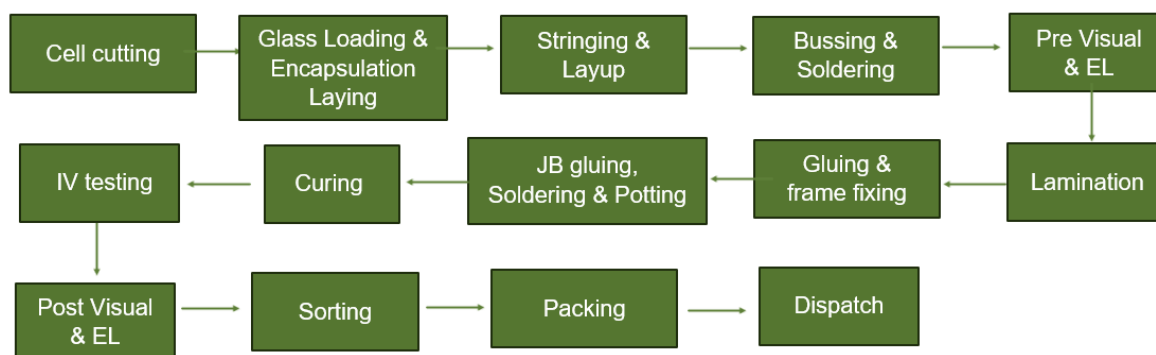 Cell cutting
Glass Loading &
Encapsulation
Laying
Stringing &
Layup
Bussing &
Soldering
Pre Visual
& EL
Lamination
Gluing &
frame fixing
JB gluing,
Soldering & Potting
Curing
IV testing
Post Visual
& EL
Sorting
Packing
Dispatch